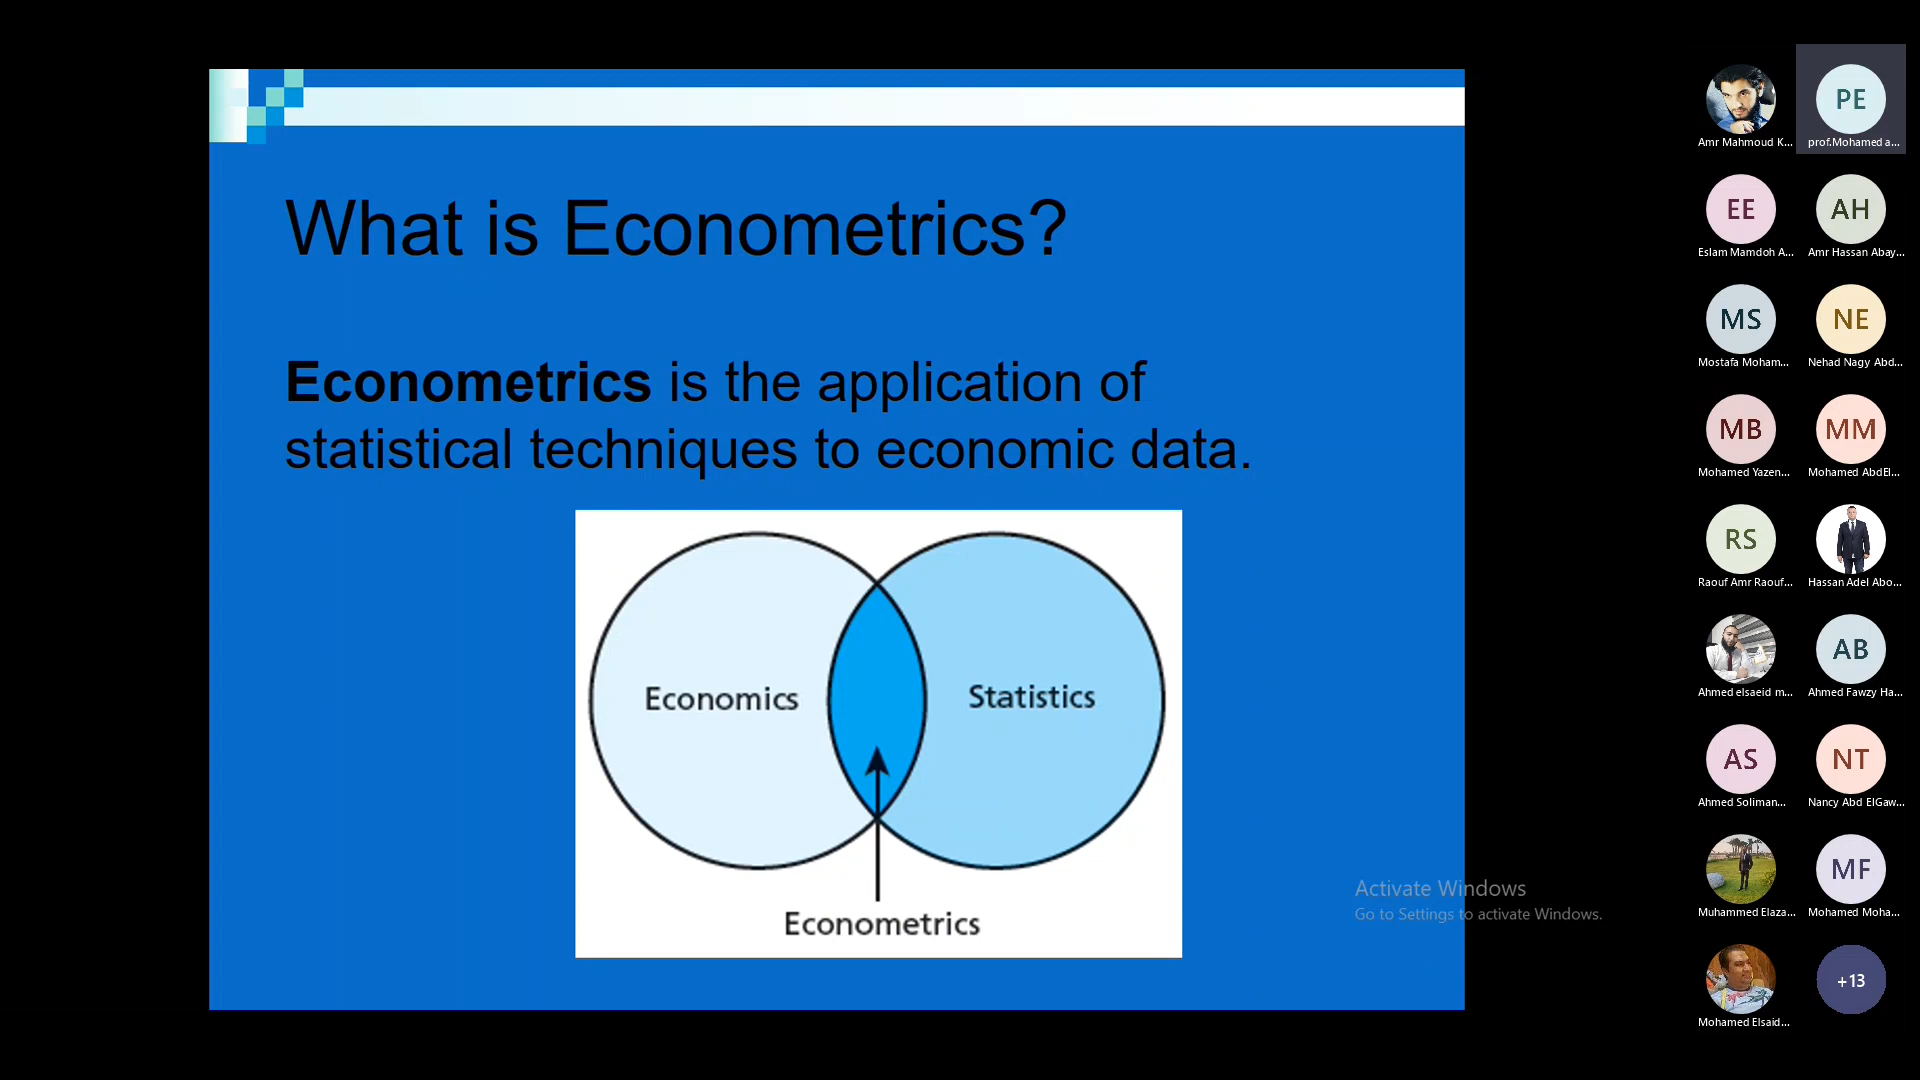 What is Econometrics?
Econometrics is the application of
statistical techniques to economic data.
Economics
Statistics
Econometrics
Activate Windows
Go to Settings to activate Windows.
Amr Mahmoud K...
PE
prof.Mohamed a...
EE
Eslam Mamdoh A...
AH
Amr Hassan Abay...
MS
Mostafa Moham...
NE
Nehad Nagy Abd...
MB
Mohamed Yazen...
MM
Mohamed AbdEl...
RS
Raouf Amr Raouf...
Hassan Adel Abo...
Ahmed elsaeid m...
AB
Ahmed Fawzy Ha...
AS
Ahmed Soliman...
NT
Nancy Abd ElGaw...
Muhammed Elaza...
MF
Mohamed Moha...
Mohamed Elsaid...
+13